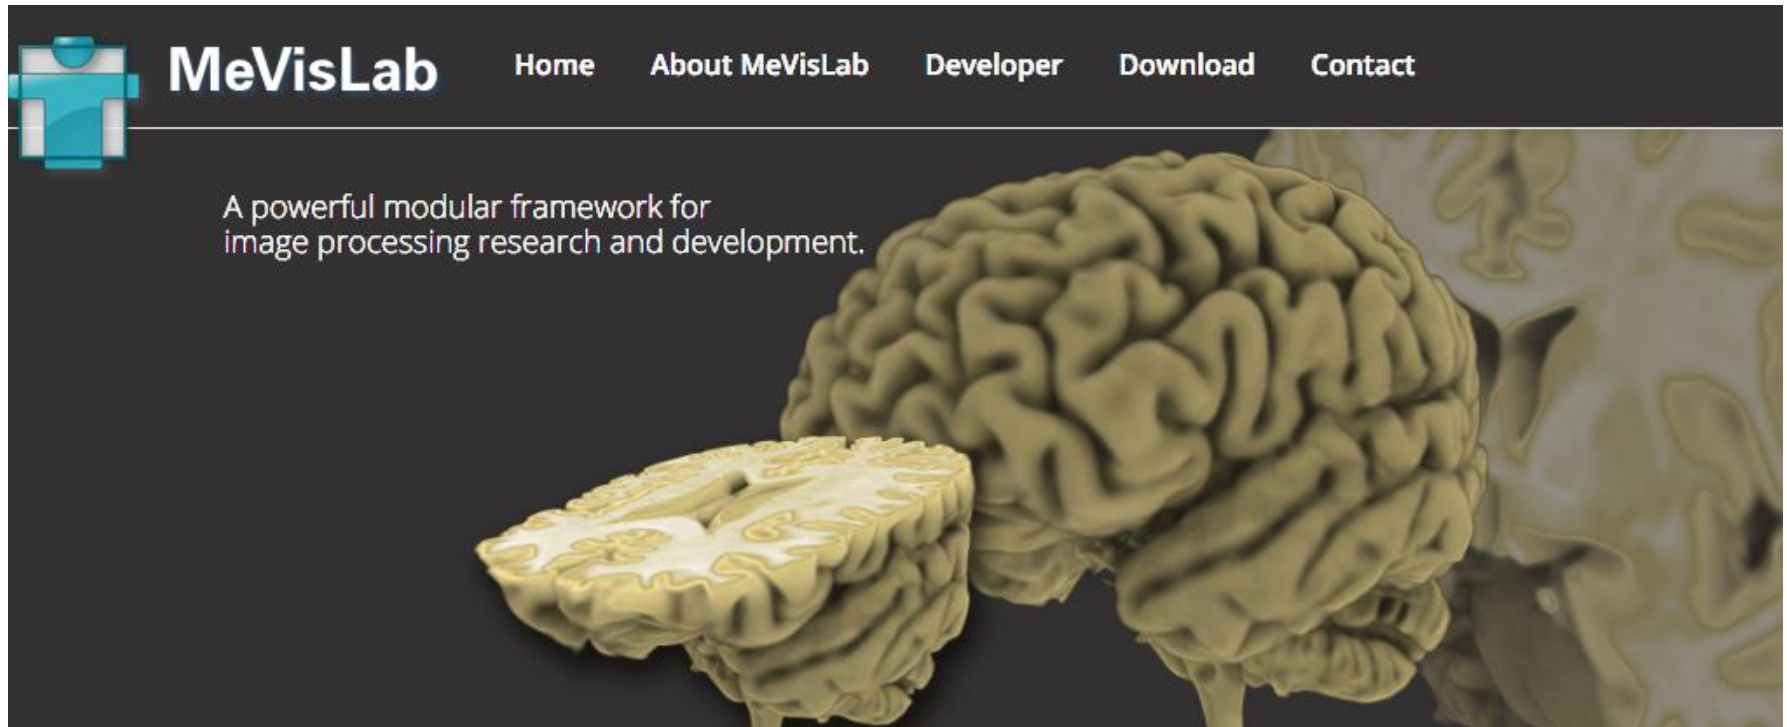 MeVisLab
Home About MeVisLab Developer Download Contact
A powerful modular framework for
image processing research and development.